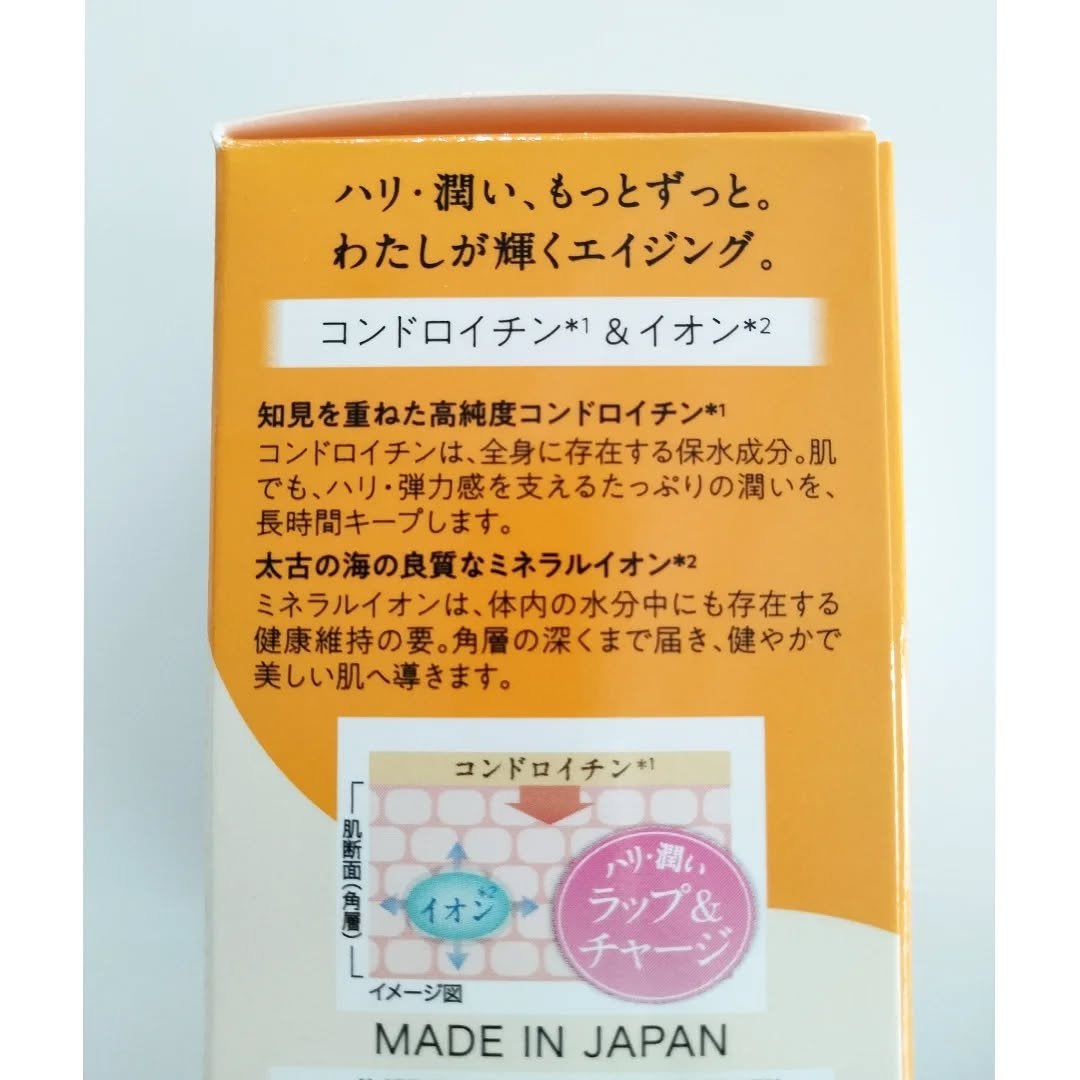 ハリ・潤い、もっとずっと。
わたしが輝くエイジング。
コンドロイチン*1 & イオン*2
知見を重ねた高純度コンドロイチン*1
コンドロイチンは、全身に存在する保水成分。肌
でも、ハリ・弾力感を支えるたっぷりの潤いを、
長時間キープします。
太古の海の良質なミネラルイオン*2
ミネラルイオンは、体内の水分中にも存在する
健康維持の要。角層の深くまで届き、健やかで
美しい肌へ導きます。
コンドロイチン*1
肌断面(角層)
イオン*2
ハリ・潤い
ラップ&
チャージ
イメージ図
MADE IN JAPAN